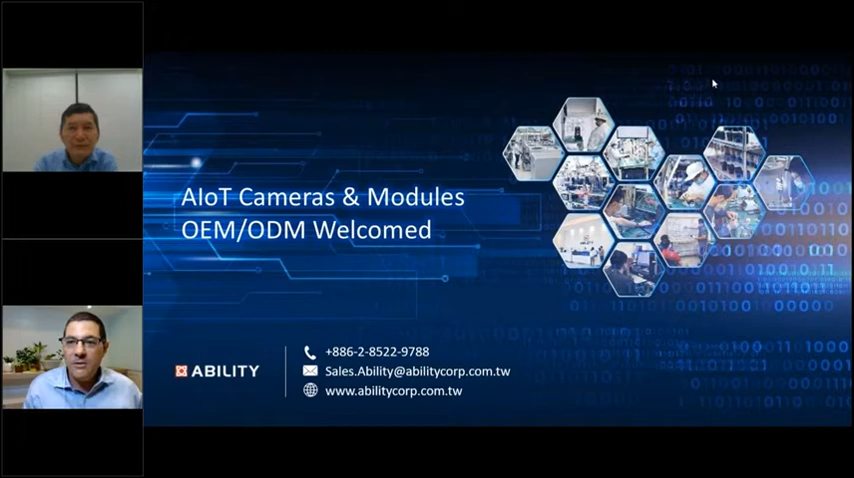 AIoT Cameras & Modules
OEM/ODM Welcomed
ABILITY
+886-2-8522-9788
Sales.Ability@abilitycorp.com.tw
www.abilitycorp.com.tw